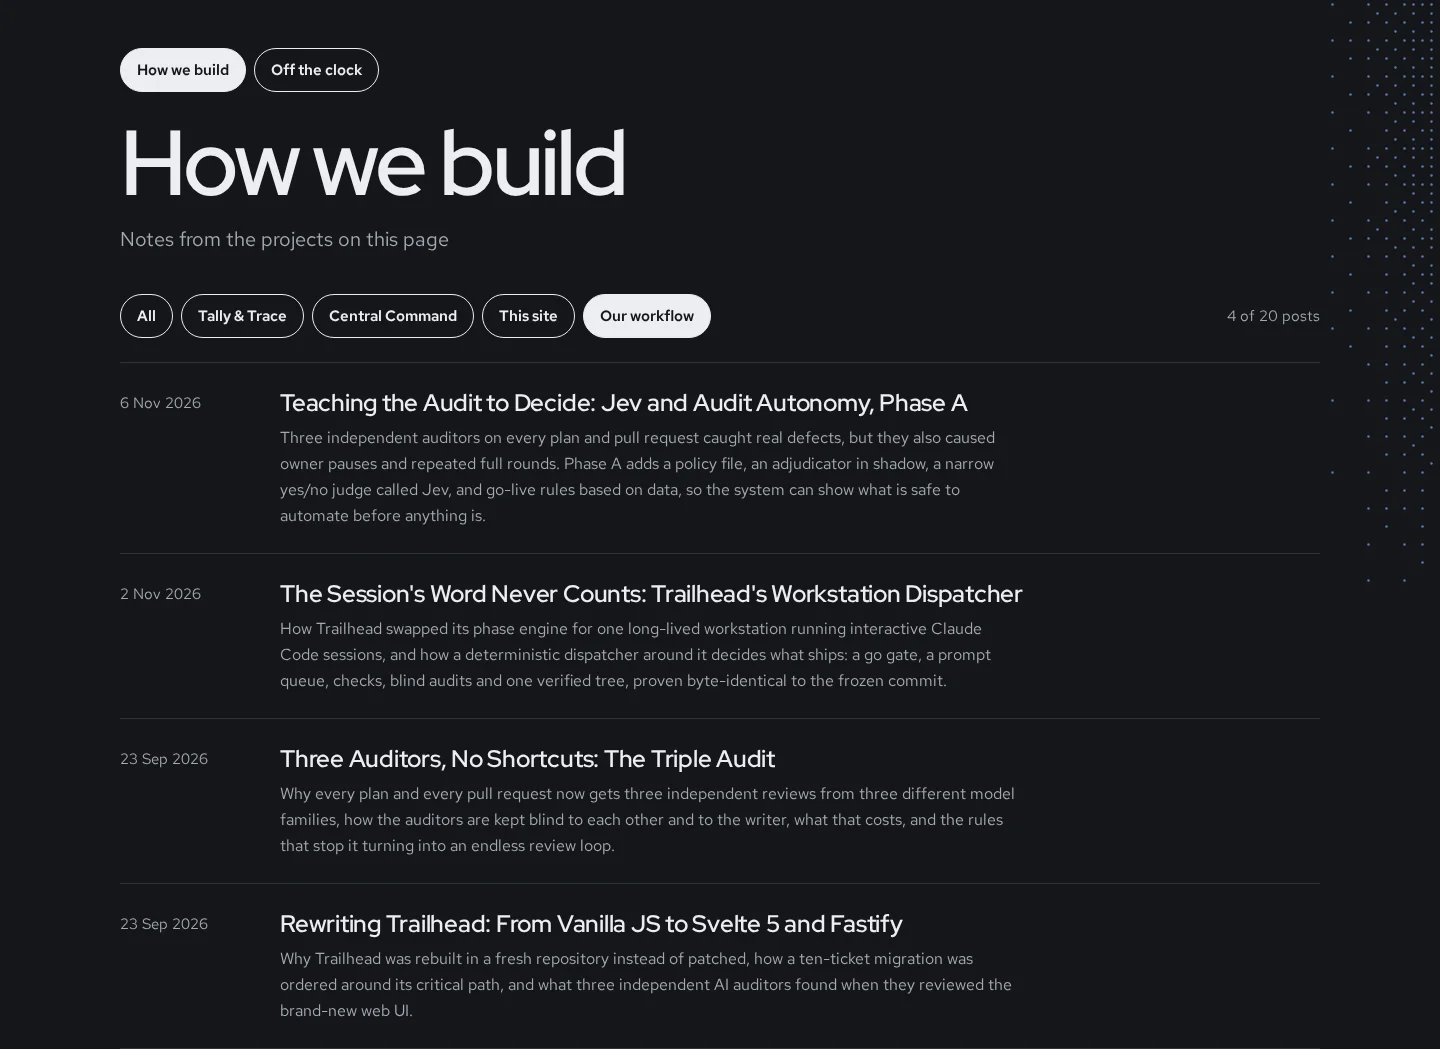 How we build
Off the clock
How we build
Notes from the projects on this page
All
Tally & Trace
Central Command
This site
Our workflow
4 of 20 posts
6 Nov 2026
Teaching the Audit to Decide: Jev and Audit Autonomy, Phase A
Three independent auditors on every plan and pull request caught real defects, but they also caused
owner pauses and repeated full rounds. Phase A adds a policy file, an adjudicator in shadow, a narrow
yes/no judge called Jev, and go-live rules based on data, so the system can show what is safe to
automate before anything is.
2 Nov 2026
The Session's Word Never Counts: Trailhead's Workstation Dispatcher
How Trailhead swapped its phase engine for one long-lived workstation running interactive Claude
Code sessions, and how a deterministic dispatcher around it decides what ships: a go gate, a prompt
queue, checks, blind audits and one verified tree, proven byte-identical to the frozen commit.
23 Sep 2026
Three Auditors, No Shortcuts: The Triple Audit
Why every plan and every pull request now gets three independent reviews from three different model
families, how the auditors are kept blind to each other and to the writer, what that costs, and the rules
that stop it turning into an endless review loop.
23 Sep 2026
Rewriting Trailhead: From Vanilla JS to Svelte 5 and Fastify
Why Trailhead was rebuilt in a fresh repository instead of patched, how a ten-ticket migration was
ordered around its critical path, and what three independent AI auditors found when they reviewed the
brand-new web UI.